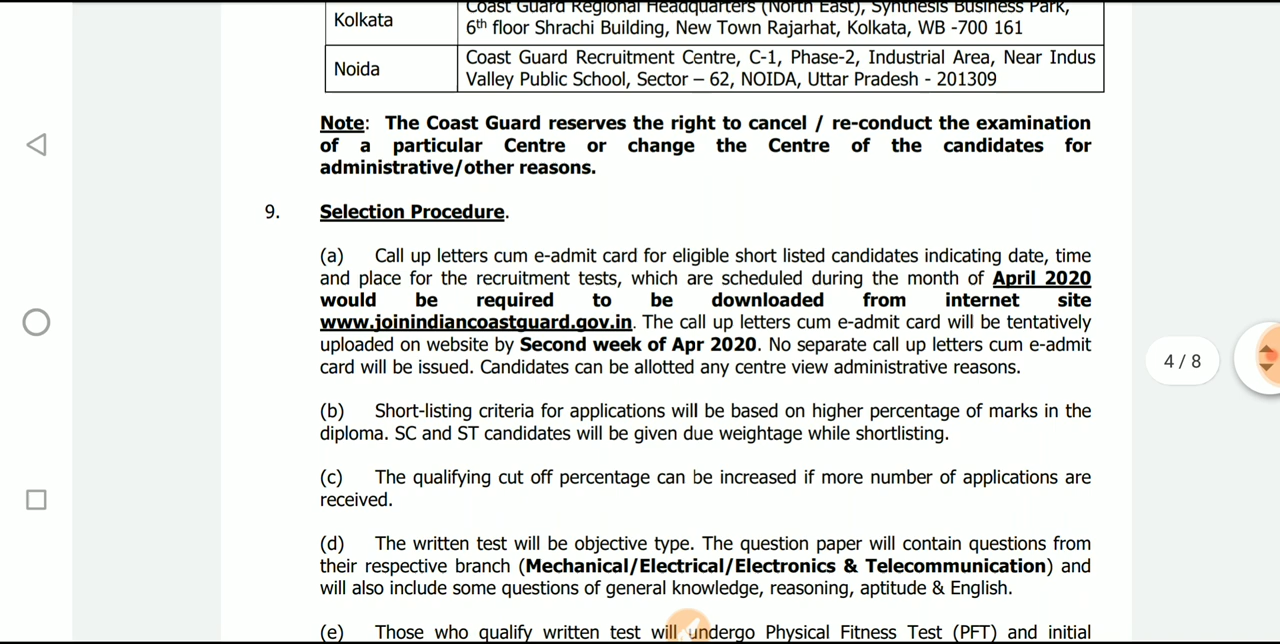 Coast Guard Regional Headquarters (North East), Synthesis Business Park,
Kolkata
6th floor Shrachi Building, New Town Rajarhat, Kolkata, WB -700 161
Coast Guard Recruitment Centre, C-1, Phase-2, Industrial Area, Near Indus
Noida
Valley Public School, Sector – 62, NOIDA, Uttar Pradesh - 201309
Note: The Coast Guard reserves the right to cancel / re-conduct the examination
of a particular Centre or change the Centre of the candidates for
administrative/other reasons.
9. Selection Procedure.
(a) Call up letters cum e-admit card for eligible short listed candidates indicating date, time
and place for the recruitment tests, which are scheduled during the month of April 2020
would be required to be downloaded from internet site
www.joinindiancoastguard.gov.in. The call up letters cum e-admit card will be tentatively
uploaded on website by Second week of Apr 2020. No separate call up letters cum e-admit
card will be issued. Candidates can be allotted any centre view administrative reasons.
4 / 8
(b) Short-listing criteria for applications will be based on higher percentage of marks in the
diploma. SC and ST candidates will be given due weightage while shortlisting.
(c) The qualifying cut off percentage can be increased if more number of applications are
received.
(d) The written test will be objective type. The question paper will contain questions from
their respective branch (Mechanical/Electrical/Electronics & Telecommunication) and
will also include some questions of general knowledge, reasoning, aptitude & English.
(e) Those who qualify written test will undergo Physical Fitness Test (PFT) and initial